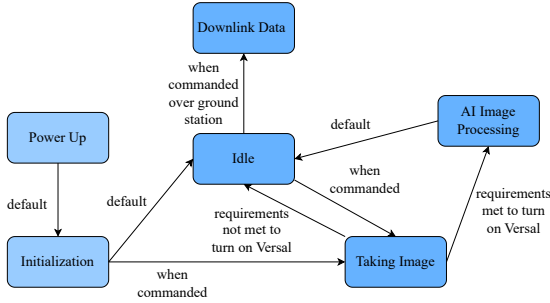 Downlink Data
when
commanded
over ground
station
Power Up
AI Image
Processing
default
Idle
default
default
when
commanded
requirements
not met to
turn on Versal
requirements
met to turn
on Versal
Initialization
Taking Image
when
commanded